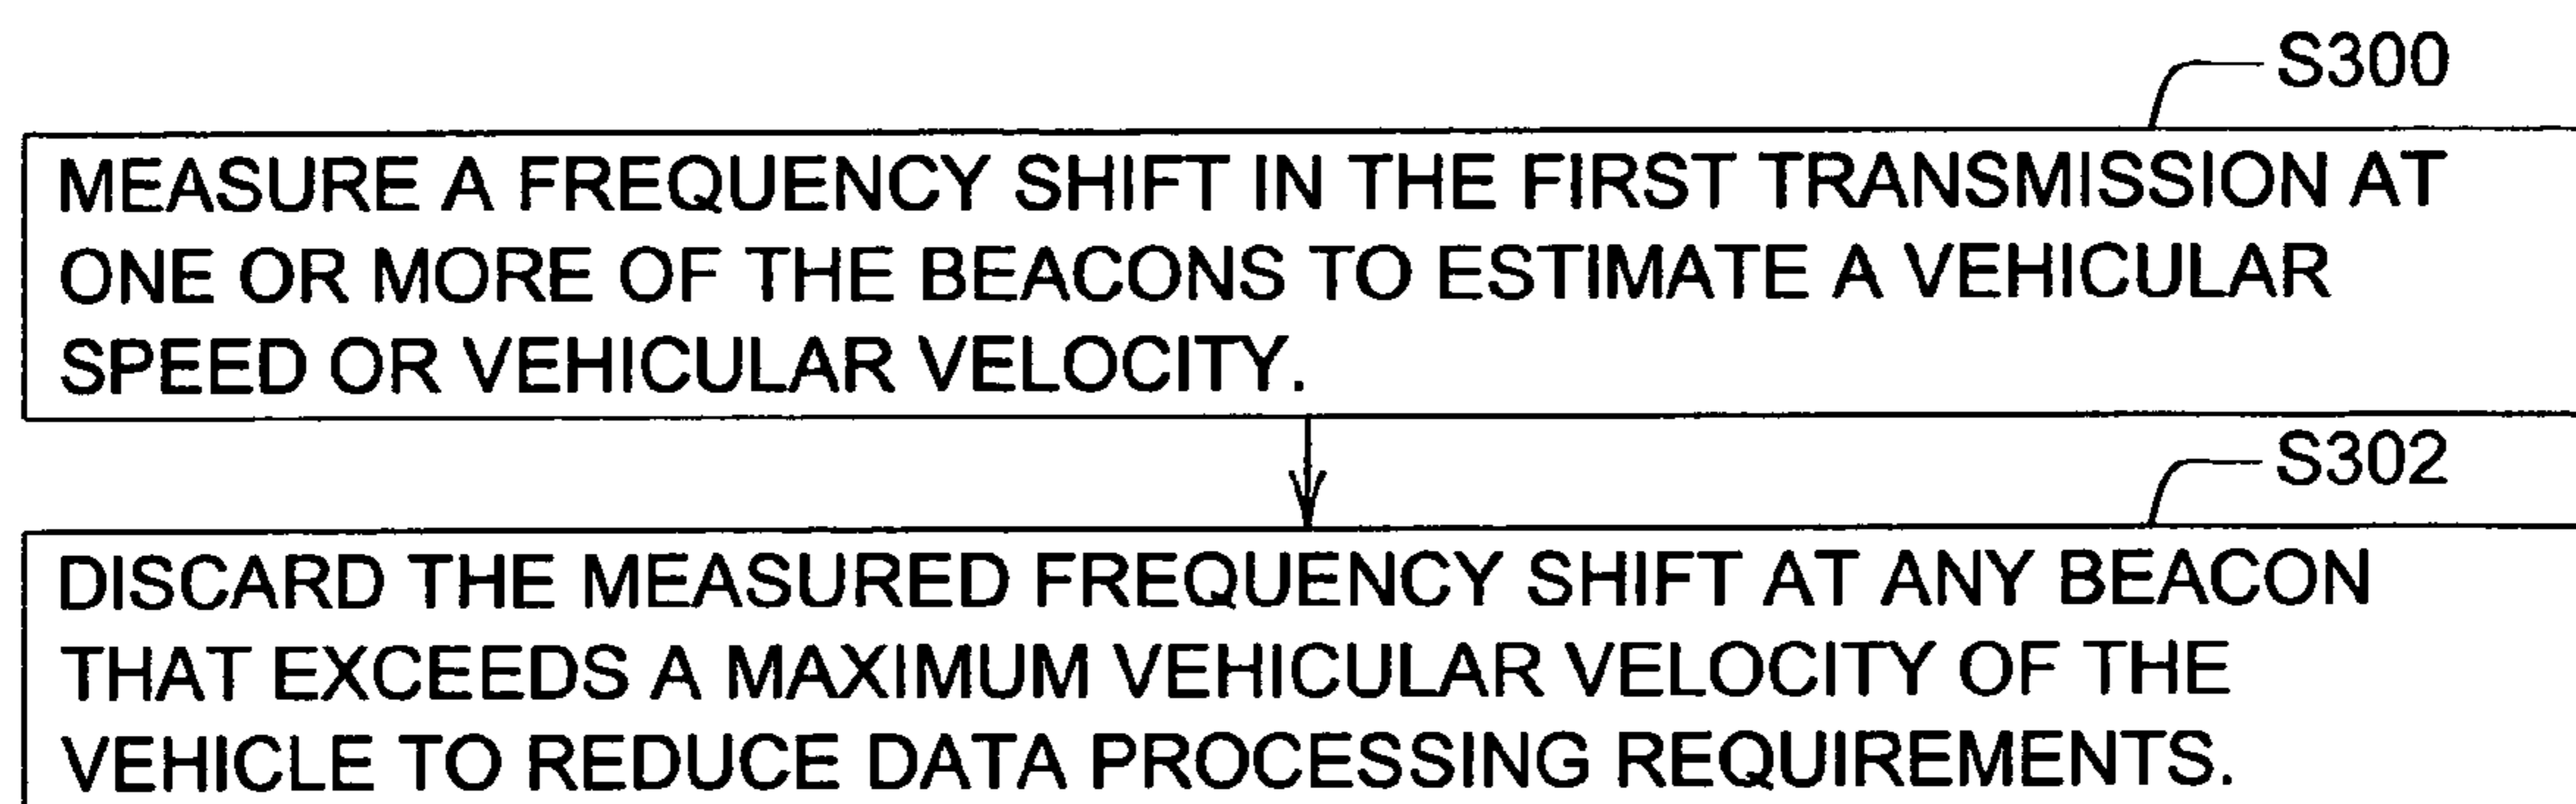 S300
MEASURE A FREQUENCY SHIFT IN THE FIRST TRANSMISSION AT
ONE OR MORE OF THE BEACONS TO ESTIMATE A VEHICULAR
SPEED OR VEHICULAR VELOCITY.
S302
DISCARD THE MEASURED FREQUENCY SHIFT AT ANY BEACON
THAT EXCEEDS A MAXIMUM VEHICULAR VELOCITY OF THE
VEHICLE TO REDUCE DATA PROCESSING REQUIREMENTS.